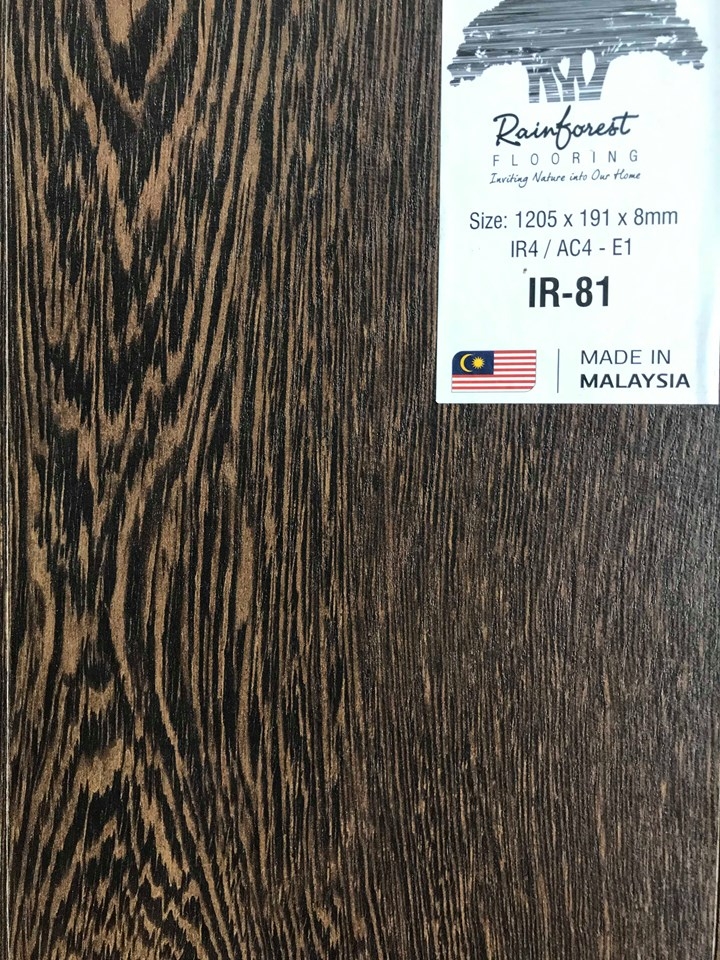 Rainforest
FLOORING
Inviting Nature into Our Home
Size: 1205 x 191 x 8mm
IR4 / AC4 - E1
IR-81
MADE IN
MALAYSIA